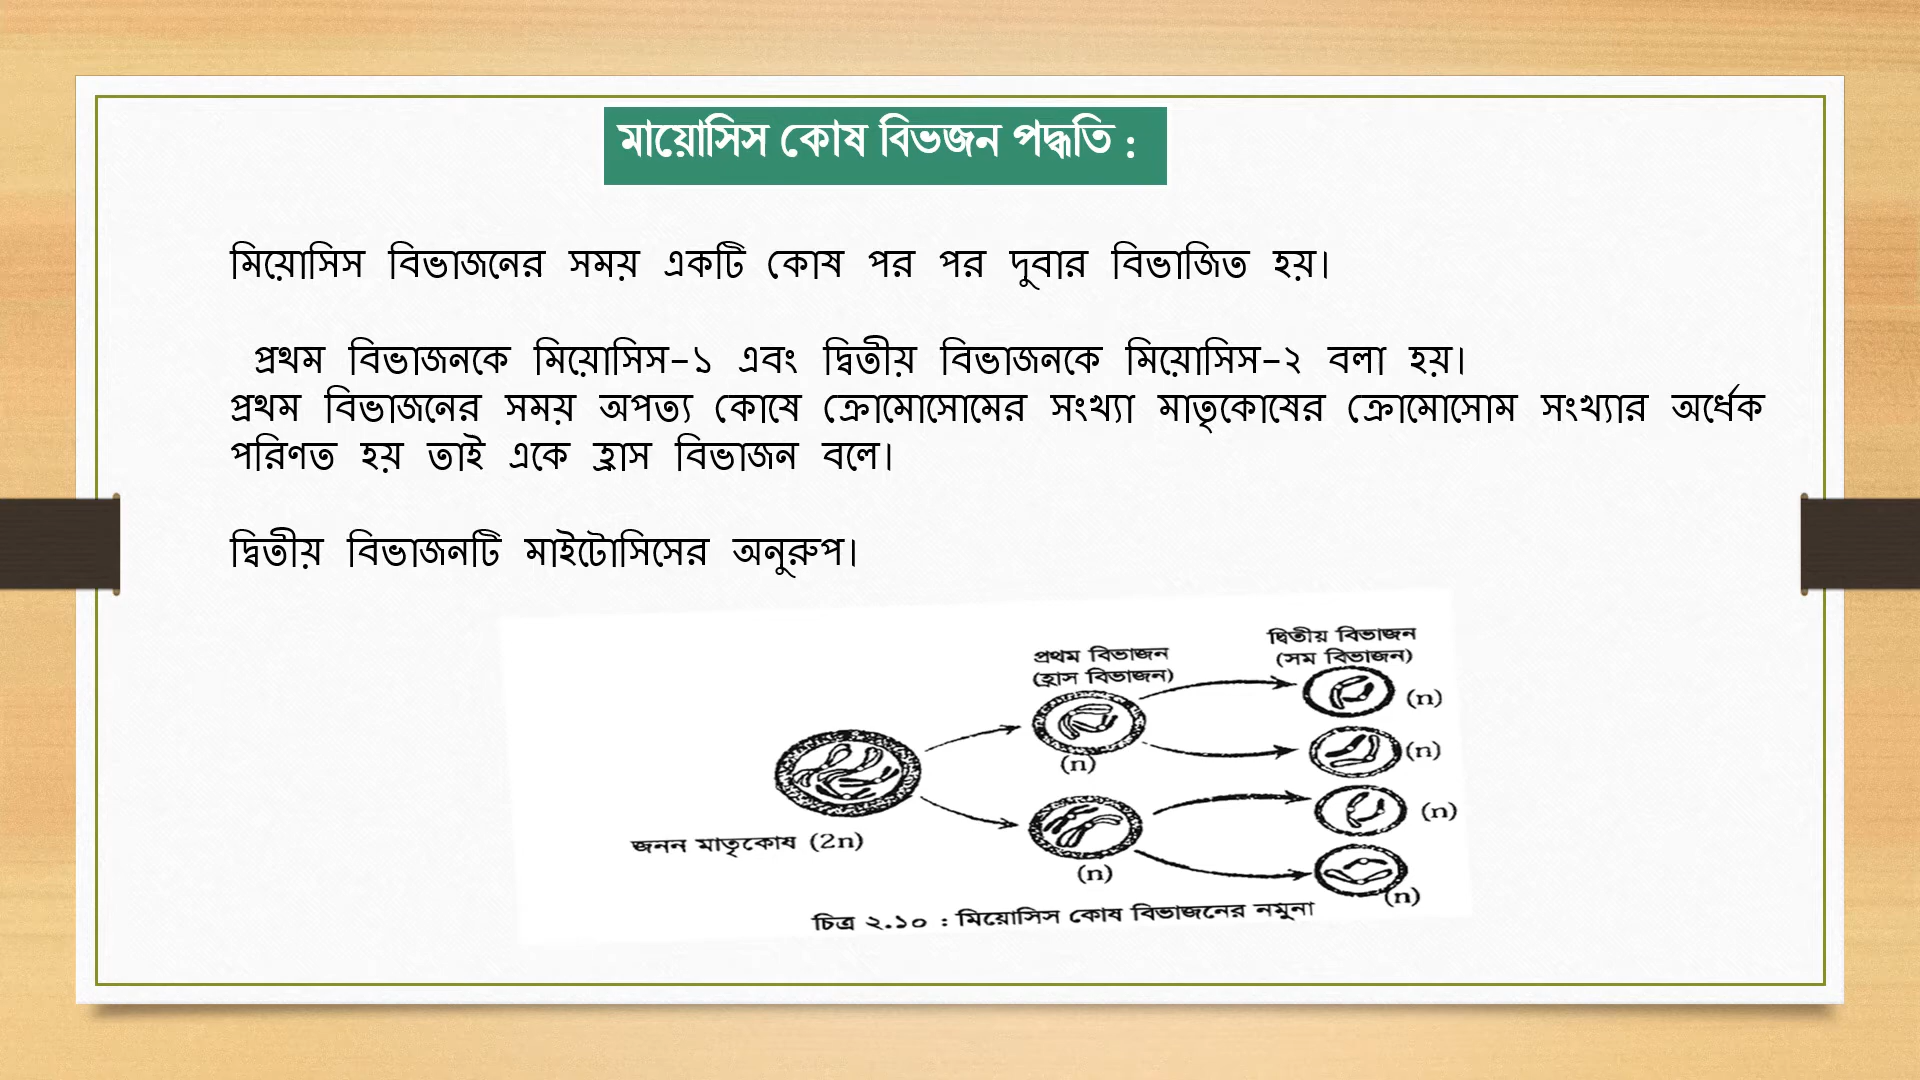 মায়োসিস কোষ বিভজন পদ্ধতি :
মিয়োসিস বিভাজনের সময় একটি কোষ পর পর দুবার বিভাজিত হয়।
প্রথম বিভাজনকে মিয়োসিস–১ এবং দ্বিতীয় বিভাজনকে মিয়োসিস–২ বলা হয়।
প্রথম বিভাজনের সময় অপত্য কোষে ক্রোমোসোমের সংখ্যা মাতৃকোষের ক্রোমোসোম সংখ্যার অর্ধেক
পরিণত হয় তাই একে হ্রাস বিভাজন বলে।
দ্বিতীয় বিভাজনটি মাইটোসিসের অনুরুপ।
প্রথম বিভাজন
(হ্রাস বিভাজন)
দ্বিতীয় বিভাজন
(সম বিভাজন)
(n)
(n)
(n)
(n)
জনন মাতৃকোষ (2n)
(n)
(n)
চিত্র ২.১০ : মিয়োসিস কোষ বিভাজনের নমুনা